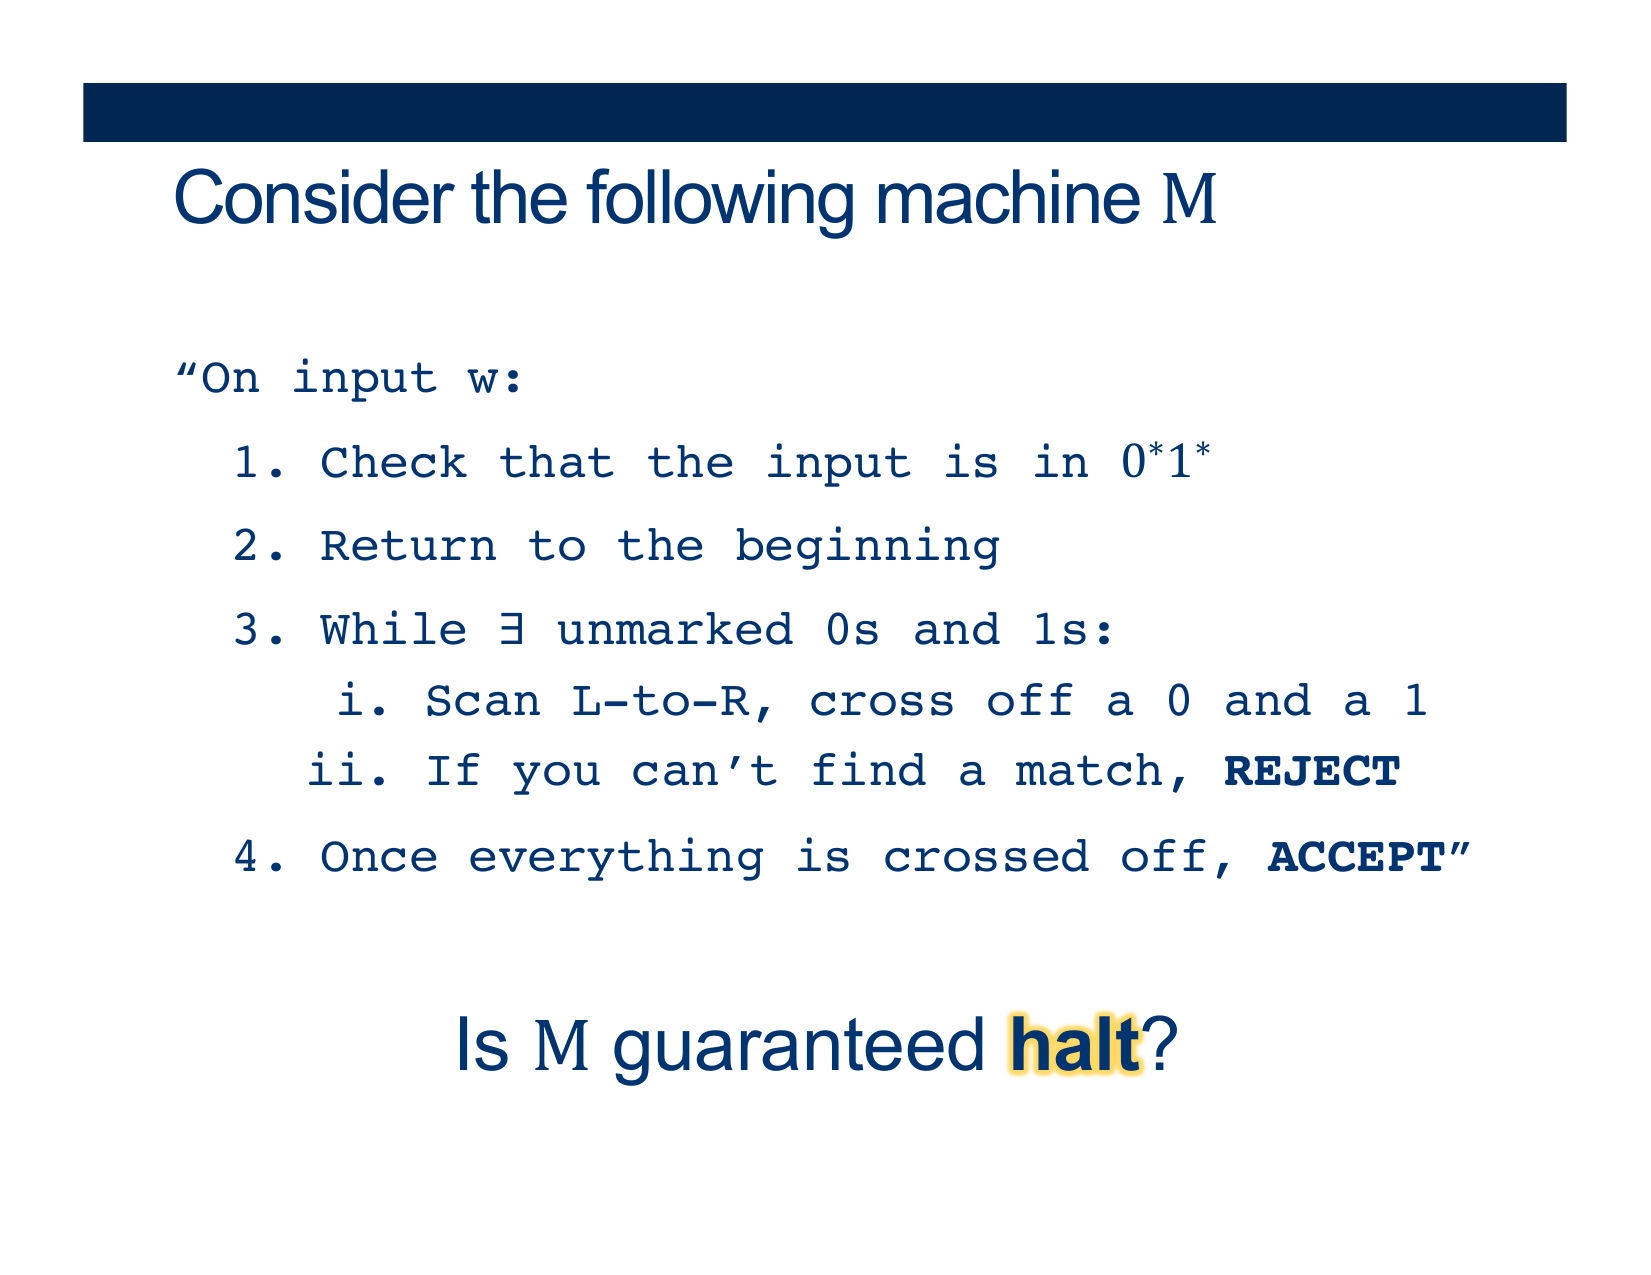 Consider the following machine M
“On input w:
1. Check that the input is in 0*1*
2. Return to the beginning
3. While ∃ unmarked 0s and 1s:
i. Scan L-to-R, cross off a 0 and a 1
ii. If you can’t find a match, REJECT
4. Once everything is crossed off, ACCEPT”
Is M guaranteed halt?